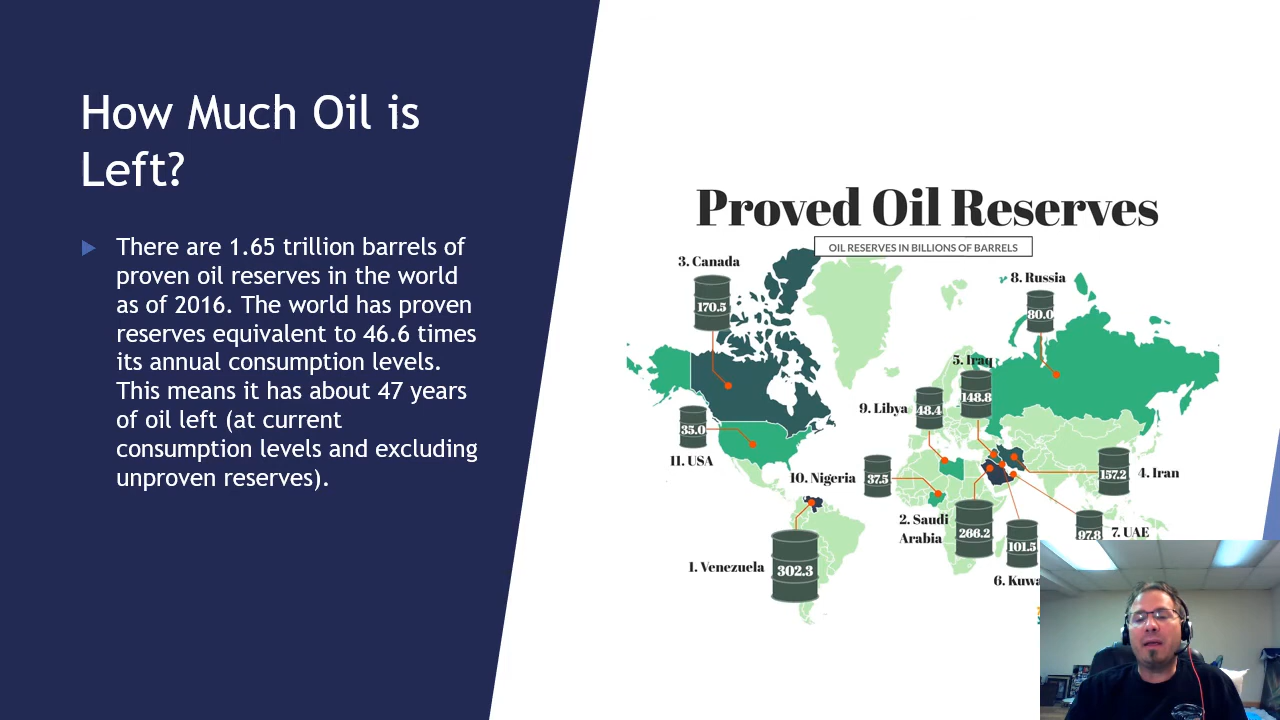 How Much Oil is
Left?
There are 1.65 trillion barrels of
proven oil reserves in the world
as of 2016. The world has proven
reserves equivalent to 46.6 times
its annual consumption levels.
This means it has about 47 years
of oil left (at current
consumption levels and excluding
unproven reserves).
Proved Oil Reserves
OIL RESERVES IN BILLIONS OF BARRELS
3. Canada
170.5
8. Russia
80.0
5. Iraq
148.8
9. Libya
48.4
35.0
11. USA
10. Nigeria
37.5
157.2
4. Iran
2. Saudi
Arabia
266.2
101.5
97.8
7. UAE
1. Venezuela
302.3
6.